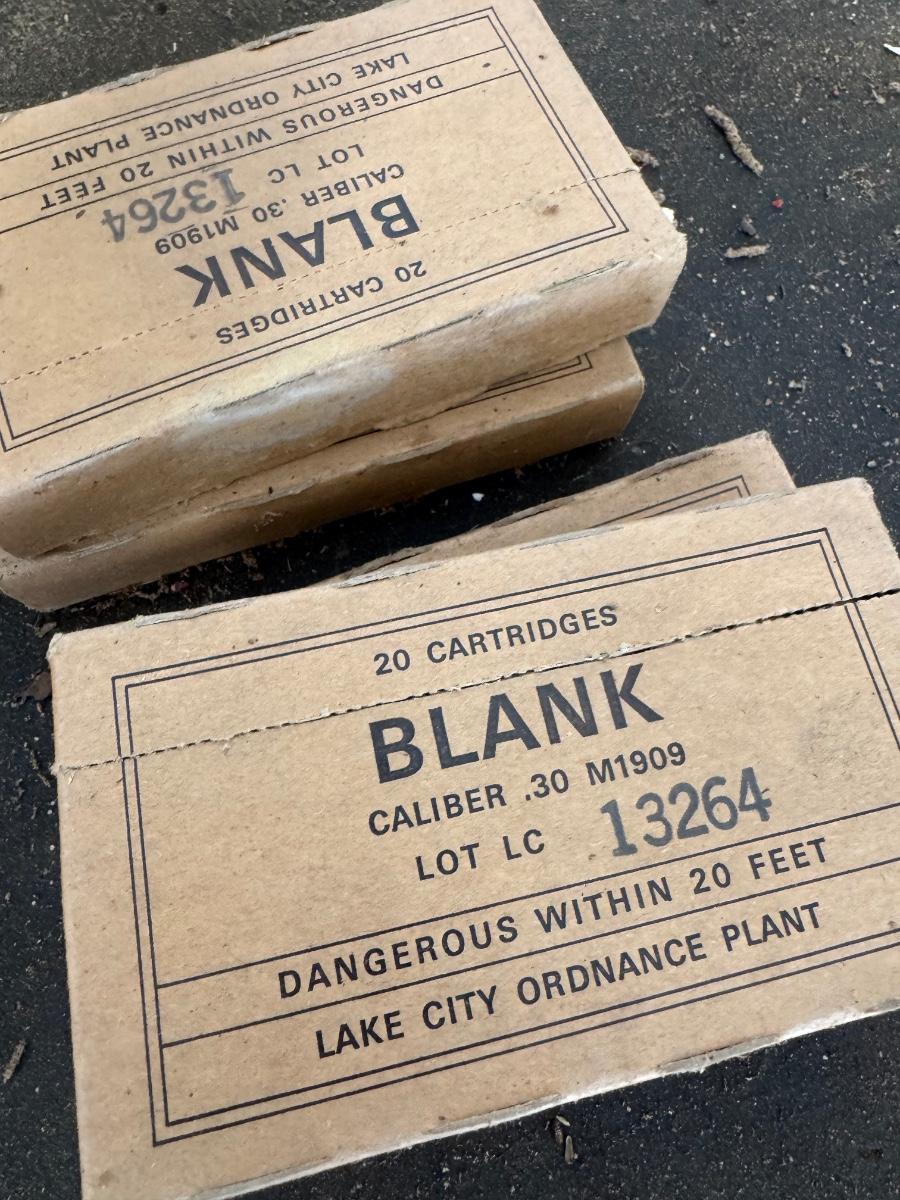 LAKE CITY ORDNANCE PLANT
DANGEROUS WITHIN 20 FEET
LOT LC 13264
CALIBER .30 M1909
BLANK
20 CARTRIDGES
20 CARTRIDGES
BLANK
CALIBER .30 M1909
LOT LC 13264
DANGEROUS WITHIN 20 FEET
LAKE CITY ORDNANCE PLANT